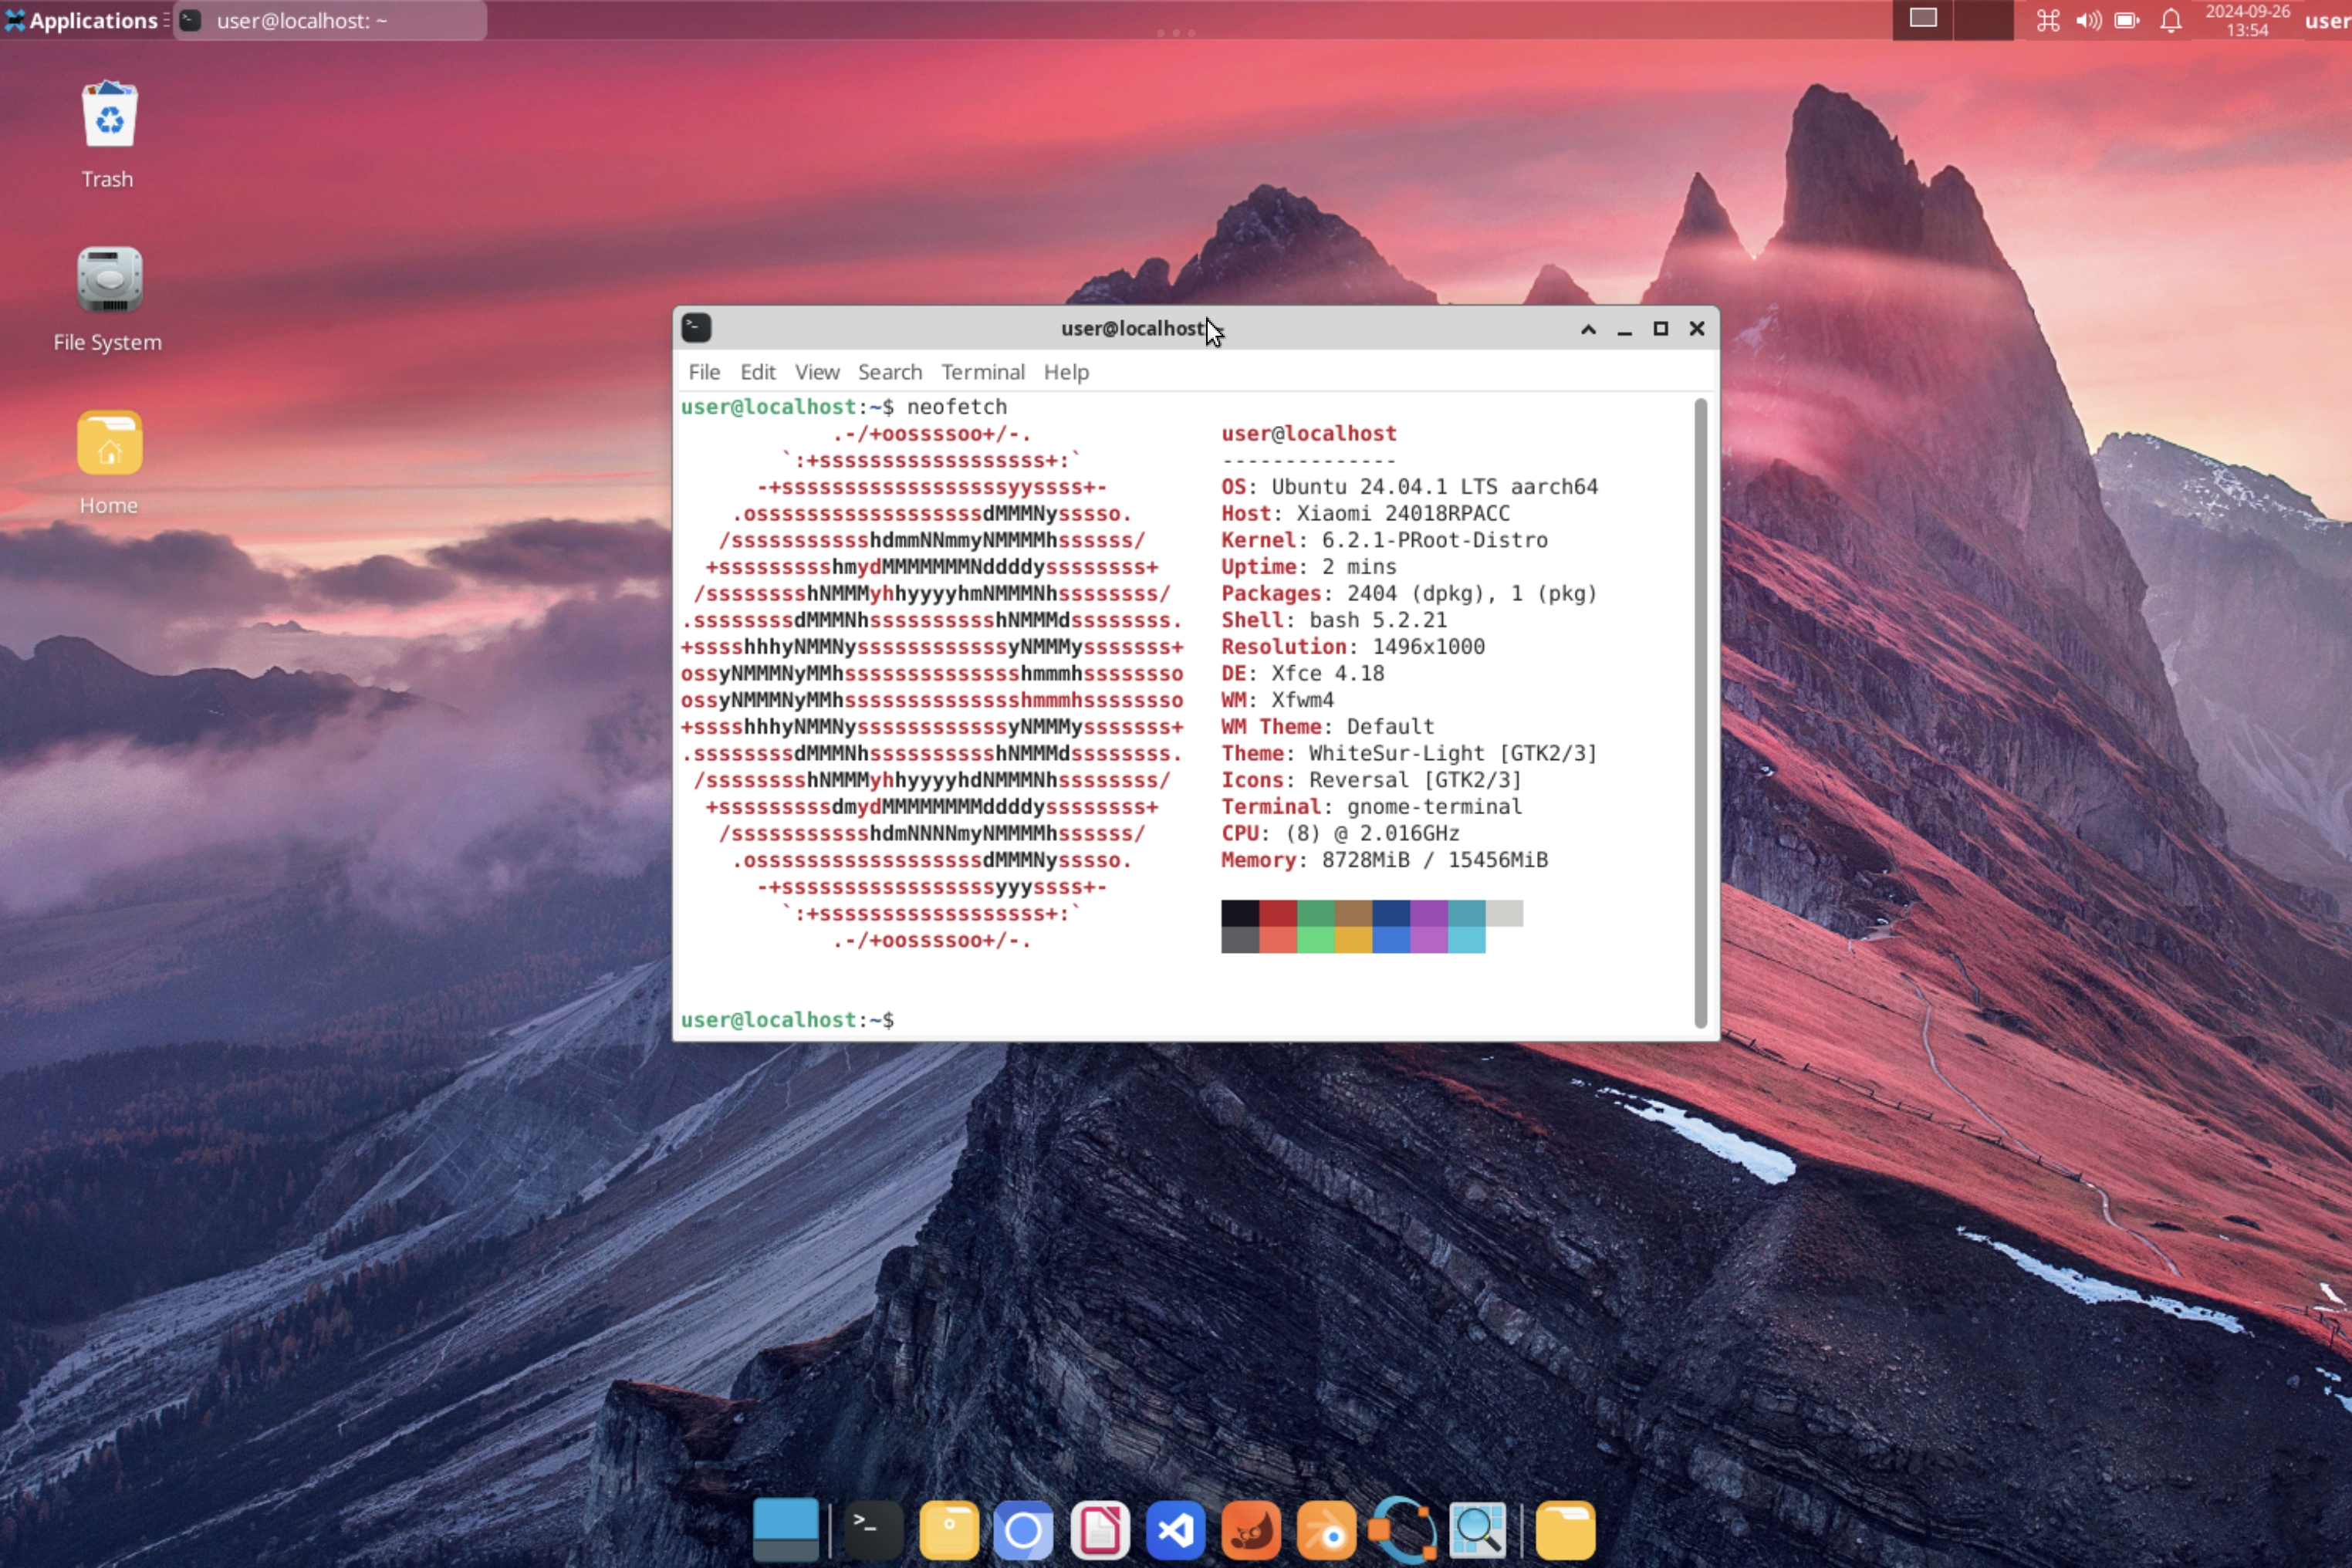 Applications
user@localhost: ~
2024-09-26
13:54
user
Trash
File System
Home
user@localhost
File Edit View Search Terminal Help
user@localhost:~$ neofetch
.-/+oossssoo+/-.
`:+ssssssssssssssssss+:`
-+ssssssssssssssssssyyssss+-
.ossssssssssssssssssdMMMNysssso.
/ssssssssssshdmmNNmmyNMMMMhssssss/
+ssssssssshmydMMMMMMMNddddyssssssss+
/sssssssshNMMMyhhyyyyhmNMMMNhssssssss/
.ssssssssdMMMNhsssssssssshNMMMdssssssss.
+sssshhhyNMMNyssssssssssssyNMMMysssssss+
ossyNMMMNyMMhsssssssssssssshmmmhssssssso
ossyNMMMNyMMhsssssssssssssshmmmhssssssso
+sssshhhyNMMNyssssssssssssyNMMMysssssss+
.ssssssssdMMMNhsssssssssshNMMMdssssssss.
/sssssssshNMMMyhhyyyyhdNMMMNhssssssss/
+sssssssssdmydMMMMMMMMddddyssssssss+
/ssssssssssshdmNNNNmyNMMMMhssssss/
.ossssssssssssssssssdMMMNysssso.
-+sssssssssssssssssyyyssss+-
`:+ssssssssssssssssss+:`
.-/+oossssoo+/-.
user@localhost
--------------
OS: Ubuntu 24.04.1 LTS aarch64
Host: Xiaomi 24018RPACC
Kernel: 6.2.1-PRoot-Distro
Uptime: 2 mins
Packages: 2404 (dpkg), 1 (pkg)
Shell: bash 5.2.21
Resolution: 1496x1000
DE: Xfce 4.18
WM: Xfwm4
WM Theme: Default
Theme: WhiteSur-Light [GTK2/3]
Icons: Reversal [GTK2/3]
Terminal: gnome-terminal
CPU: (8) @ 2.016GHz
Memory: 8728MiB / 15456MiB
user@localhost:~$